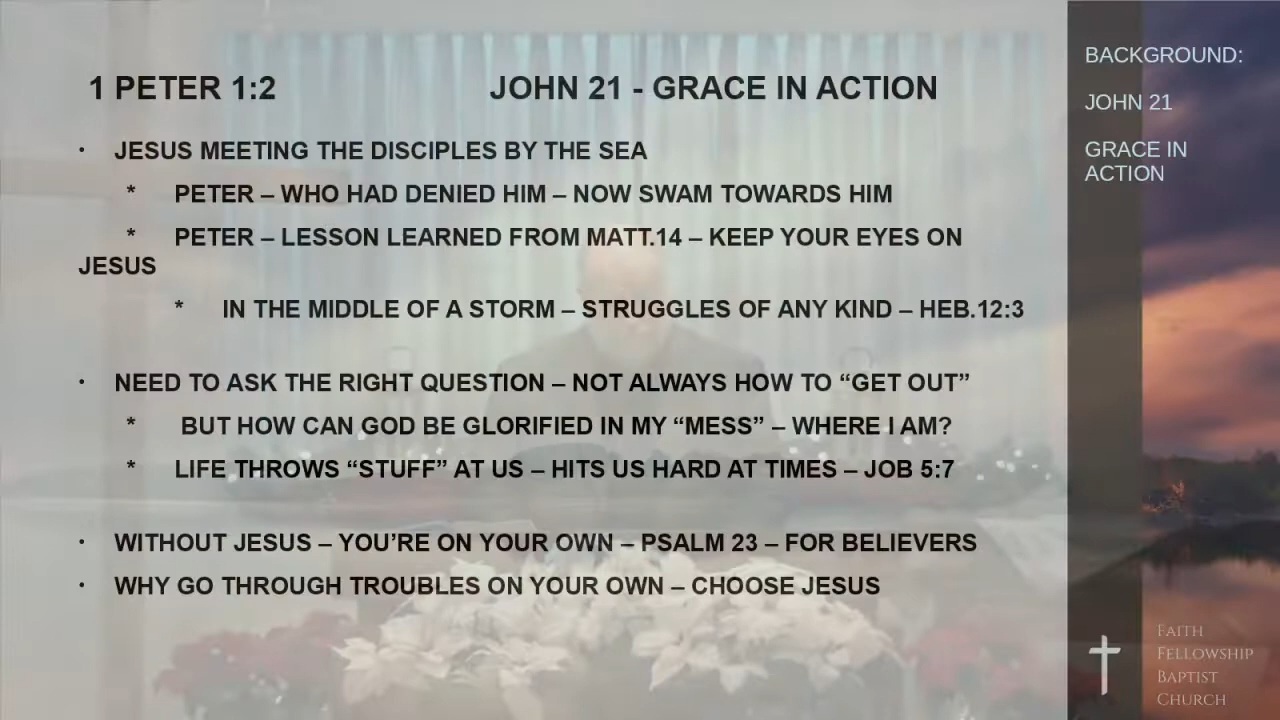 1 PETER 1:2 JOHN 21 - GRACE IN ACTION
· JESUS MEETING THE DISCIPLES BY THE SEA
* PETER – WHO HAD DENIED HIM – NOW SWAM TOWARDS HIM
* PETER – LESSON LEARNED FROM MATT.14 – KEEP YOUR EYES ON
JESUS
* IN THE MIDDLE OF A STORM – STRUGGLES OF ANY KIND – HEB.12:3
· NEED TO ASK THE RIGHT QUESTION – NOT ALWAYS HOW TO “GET OUT”
* BUT HOW CAN GOD BE GLORIFIED IN MY “MESS” – WHERE I AM?
* LIFE THROWS “STUFF” AT US – HITS US HARD AT TIMES – JOB 5:7
· WITHOUT JESUS – YOU’RE ON YOUR OWN – PSALM 23 – FOR BELIEVERS
· WHY GO THROUGH TROUBLES ON YOUR OWN – CHOOSE JESUS
BACKGROUND:
JOHN 21
GRACE IN
ACTION
FAITH
FELLOWSHIP
BAPTIST
CHURCH